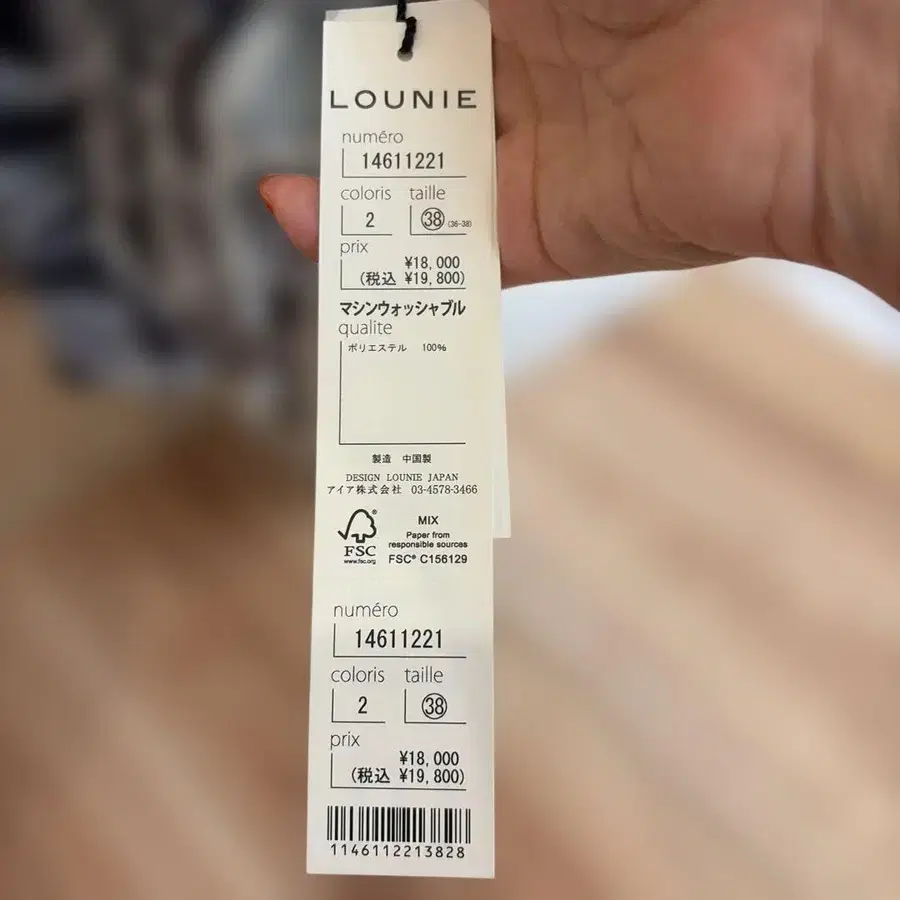 LOUNIE
numéro
14611221
coloris taille
2 38 (36-38)
prix
¥18,000
(税込 ¥19,800)
マシンウォッシャブル
qualite
ポリエステル 100%
製造 中国製
DESIGN LOUNIE JAPAN
アイア株式会社 03-4578-3466
FSC®
www.fsc.org
MIX
Paper from
responsible sources
FSC® C156129
numéro
14611221
coloris taille
2 38
prix
¥18,000
(税込 ¥19,800)
1146112213828